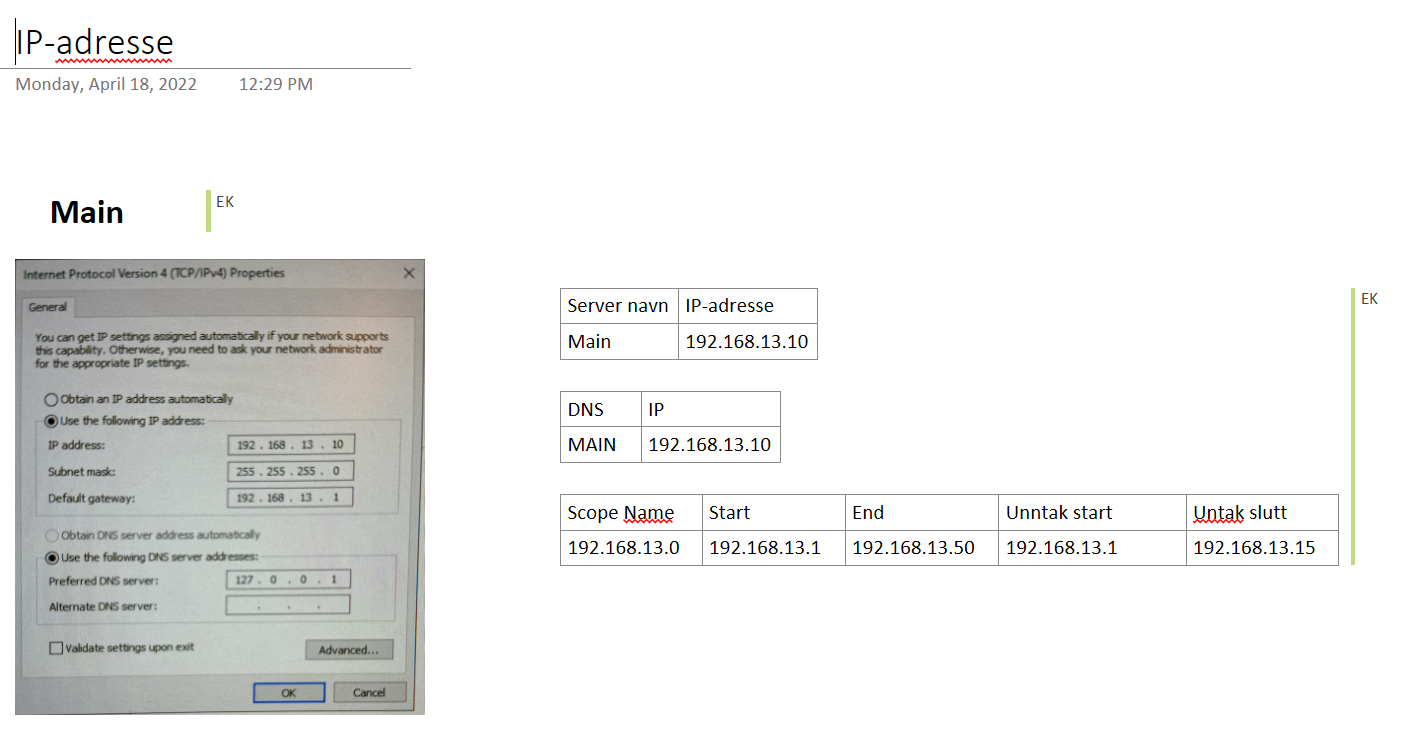 IP-adresse
Monday, April 18, 2022 12:29 PM
Main
EK
Internet Protocol Version 4 (TCP/IPv4) Properties
General
You can get IP settings assigned automatically if your network supports
this capability. Otherwise, you need to ask your network administrator
for the appropriate IP settings.
Obtain an IP address automatically
Use the following IP address:
IP address: 192 . 168 . 13 . 10
Subnet mask: 255 . 255 . 255 . 0
Default gateway: 192 . 168 . 13 . 1
Obtain DNS server address automatically
Use the following DNS server addresses:
Preferred DNS server: 127 . 0 . 0 . 1
Alternate DNS server: . . .
Validate settings upon exit
Advanced...
OK Cancel
EK
Server navn IP-adresse
Main 192.168.13.10
DNS IP
MAIN 192.168.13.10
Scope Name Start End Unntak start Untak slutt
192.168.13.0 192.168.13.1 192.168.13.50 192.168.13.1 192.168.13.15